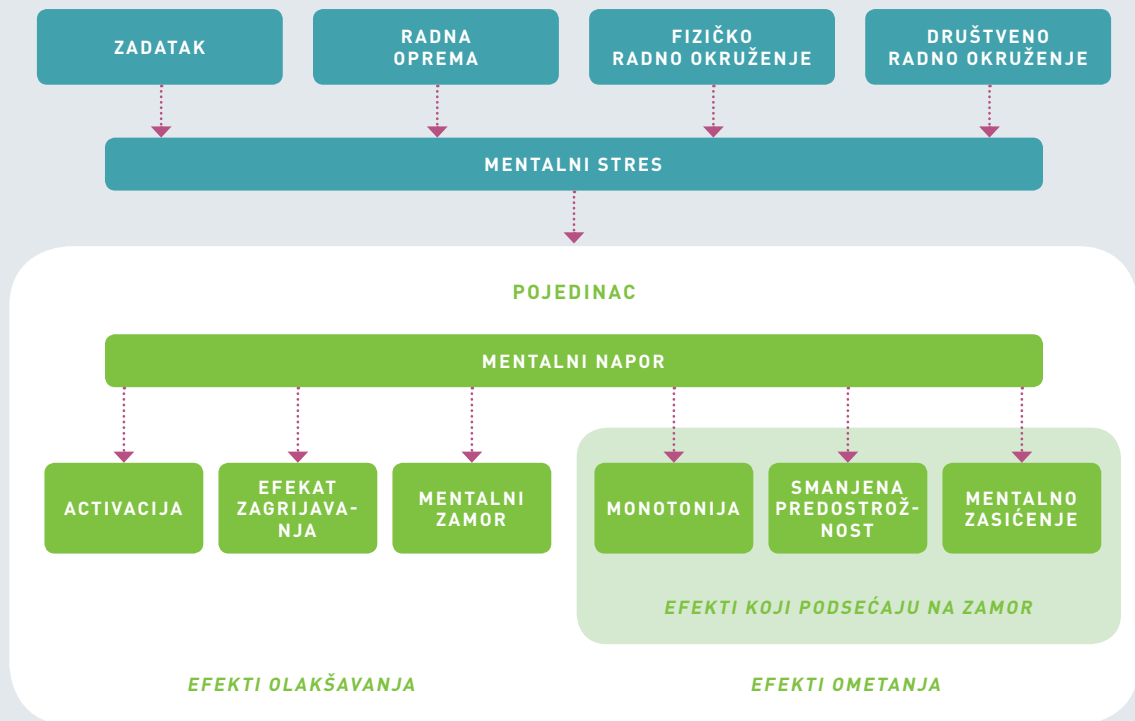 ZADATAK
RADNA
OPREMA
FIZIČKO
RADNO OKRUŽENJE
DRUŠTVENO
RADNO OKRUŽENJE
MENTALNI STRES
POJEDINAC
MENTALNI NAPOR
ACTIVACIJA
EFEKAT
ZAGRIJAVA-
NJA
MENTALNI
ZAMOR
MONOTONIJA
SMANJENA
PREDOSTROŽ-
NOST
MENTALNO
ZASIĆENJE
EFEKTI KOJI PODSEĆAJU NA ZAMOR
EFEKTI OLAKŠAVANJA
EFEKTI OMETANJA